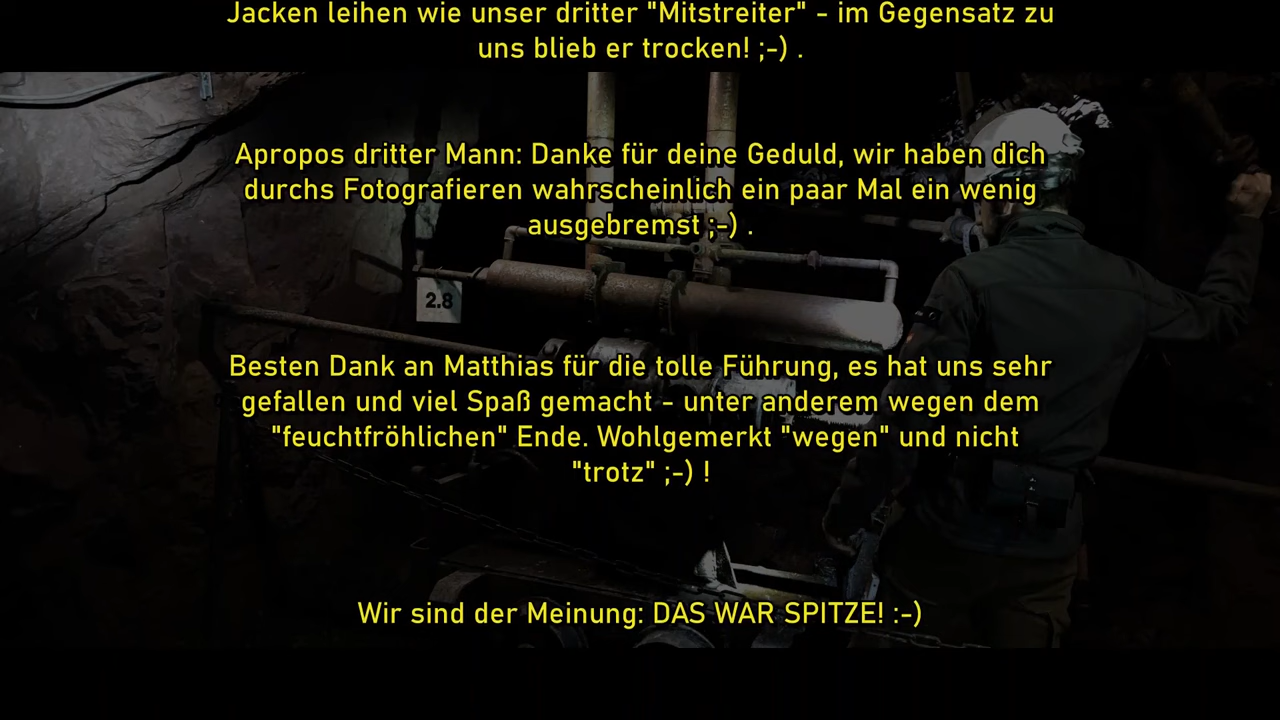 Jacken leihen wie unser dritter "Mitstreiter" - im Gegensatz zu
uns blieb er trocken! ;-) .
Apropos dritter Mann: Danke für deine Geduld, wir haben dich
durchs Fotografieren wahrscheinlich ein paar Mal ein wenig
ausgebremst ;-) .
2.8
Besten Dank an Matthias für die tolle Führung, es hat uns sehr
gefallen und viel Spaß gemacht - unter anderem wegen dem
"feuchtfröhlichen" Ende. Wohlgemerkt "wegen" und nicht
"trotz" ;-) !
Wir sind der Meinung: DAS WAR SPITZE! :-)